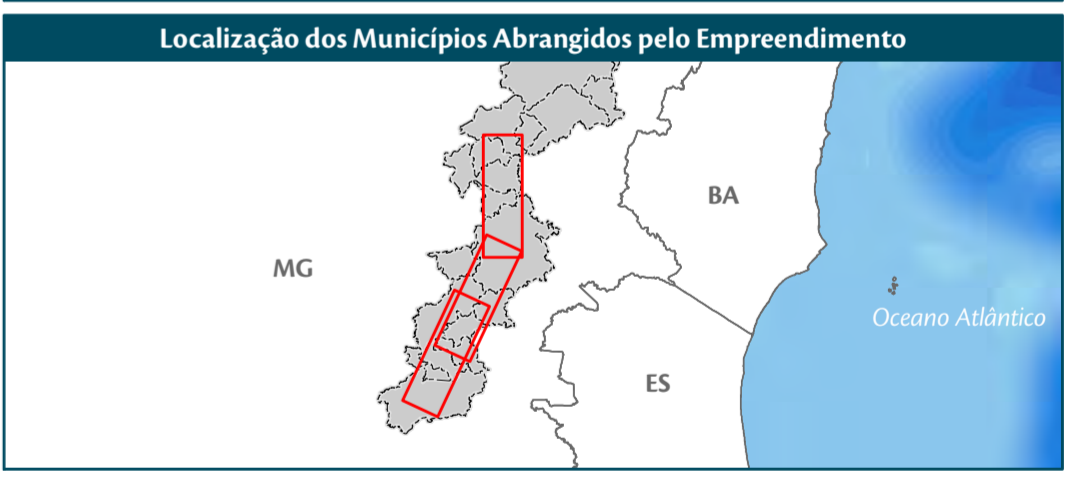 Localização dos Municípios Abrangidos pelo Empreendimento
BA
MG
Oceano Atlântico
ES